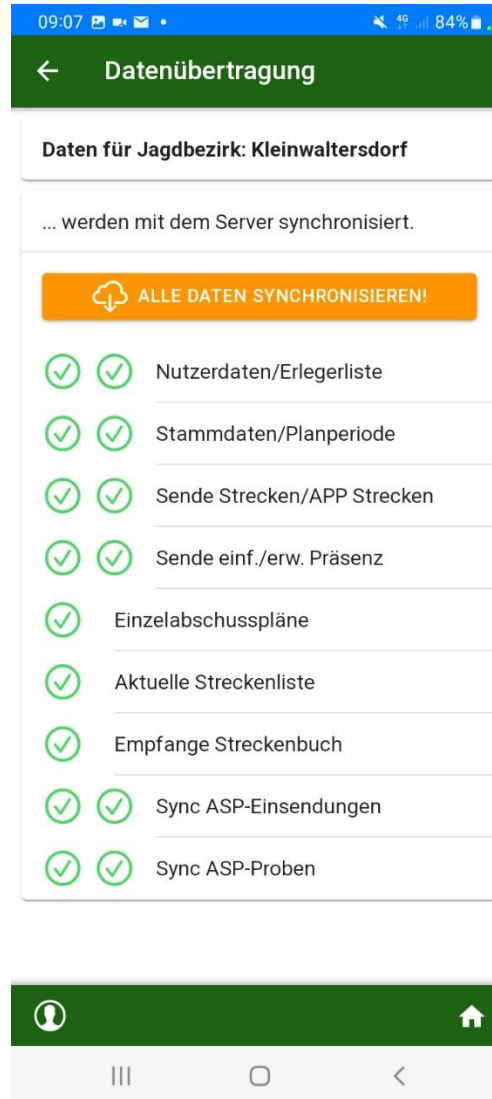 09:07 4G 84%
Datenübertragung
Daten für Jagdbezirk: Kleinwaltersdorf
... werden mit dem Server synchronisiert.
ALLE DATEN SYNCHRONISIEREN!
Nutzerdaten/Erlegerliste
Stammdaten/Planperiode
Sende Strecken/APP Strecken
Sende einf./erw. Präsenz
Einzelabschusspläne
Aktuelle Streckenliste
Empfange Streckenbuch
Sync ASP-Einsendungen
Sync ASP-Proben